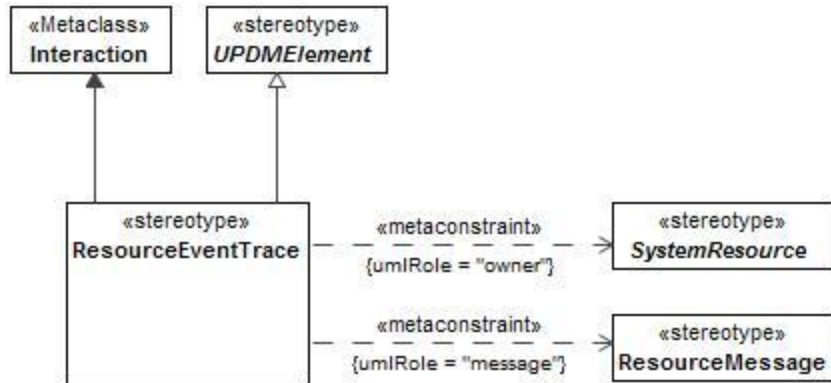 «Metaclass»
Interaction
«stereotype»
UPDMElement
«stereotype»
ResourceEventTrace
«metaconstraint»
{umlRole = "owner"}
«stereotype»
SystemResource
«metaconstraint»
{umlRole = "message"}
«stereotype»
ResourceMessage